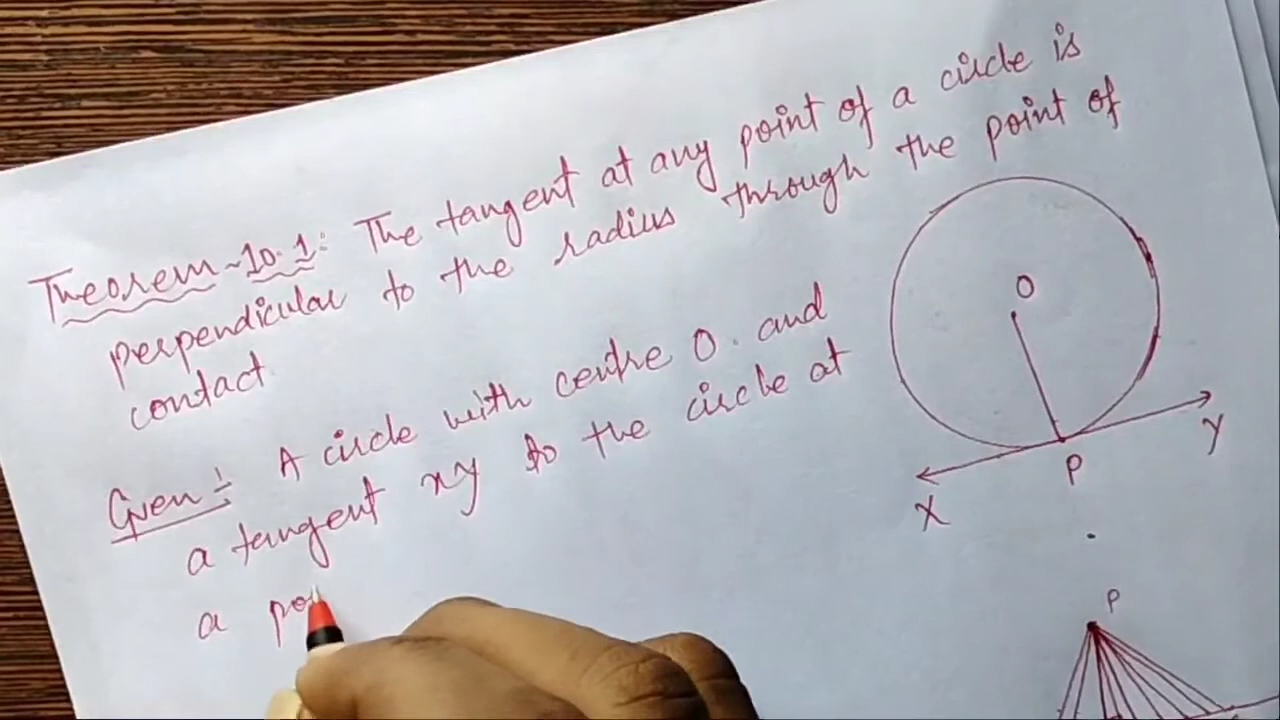 Theorem ~ 10.1: The tangent at any point of a circle is
perpendicular to the radius through the point of
contact
Given :- A circle with centre O. and
a tangent xy to the circle at
a po
O
P
X
Y
P